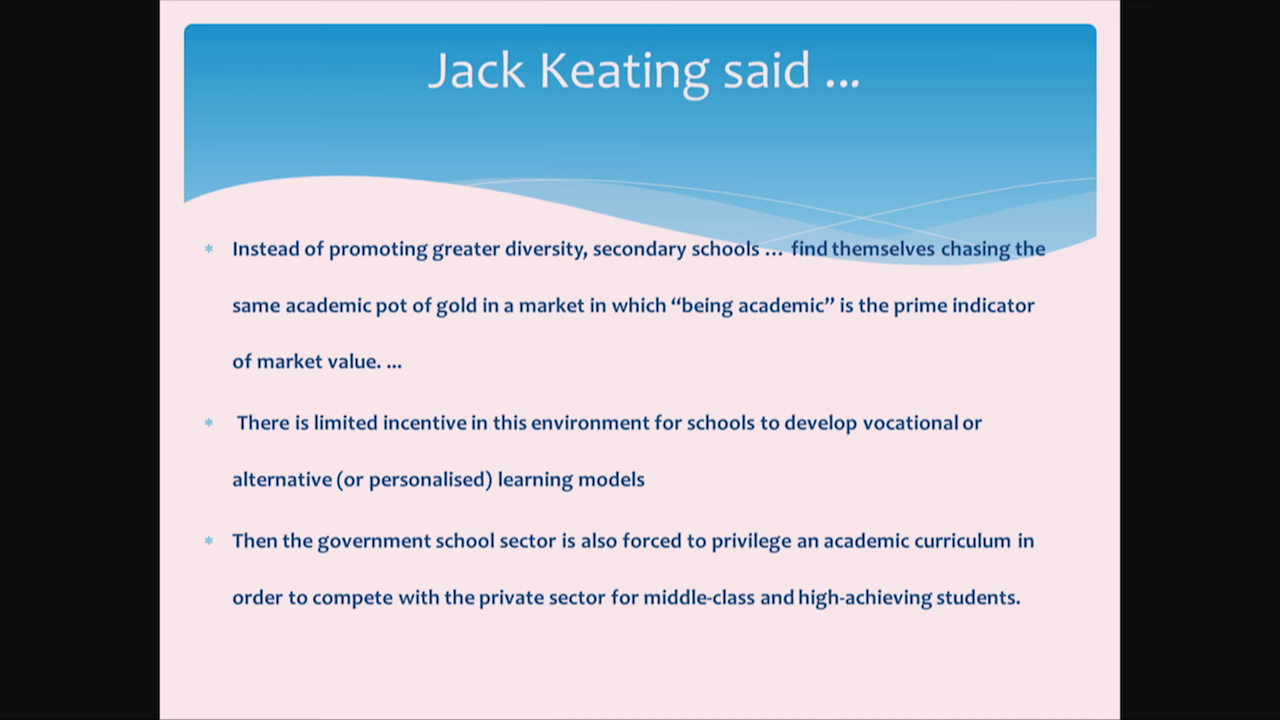 Jack Keating said ...
* Instead of promoting greater diversity, secondary schools ... find themselves chasing the
same academic pot of gold in a market in which “being academic” is the prime indicator
of market value. ...
* There is limited incentive in this environment for schools to develop vocational or
alternative (or personalised) learning models
* Then the government school sector is also forced to privilege an academic curriculum in
order to compete with the private sector for middle-class and high-achieving students.